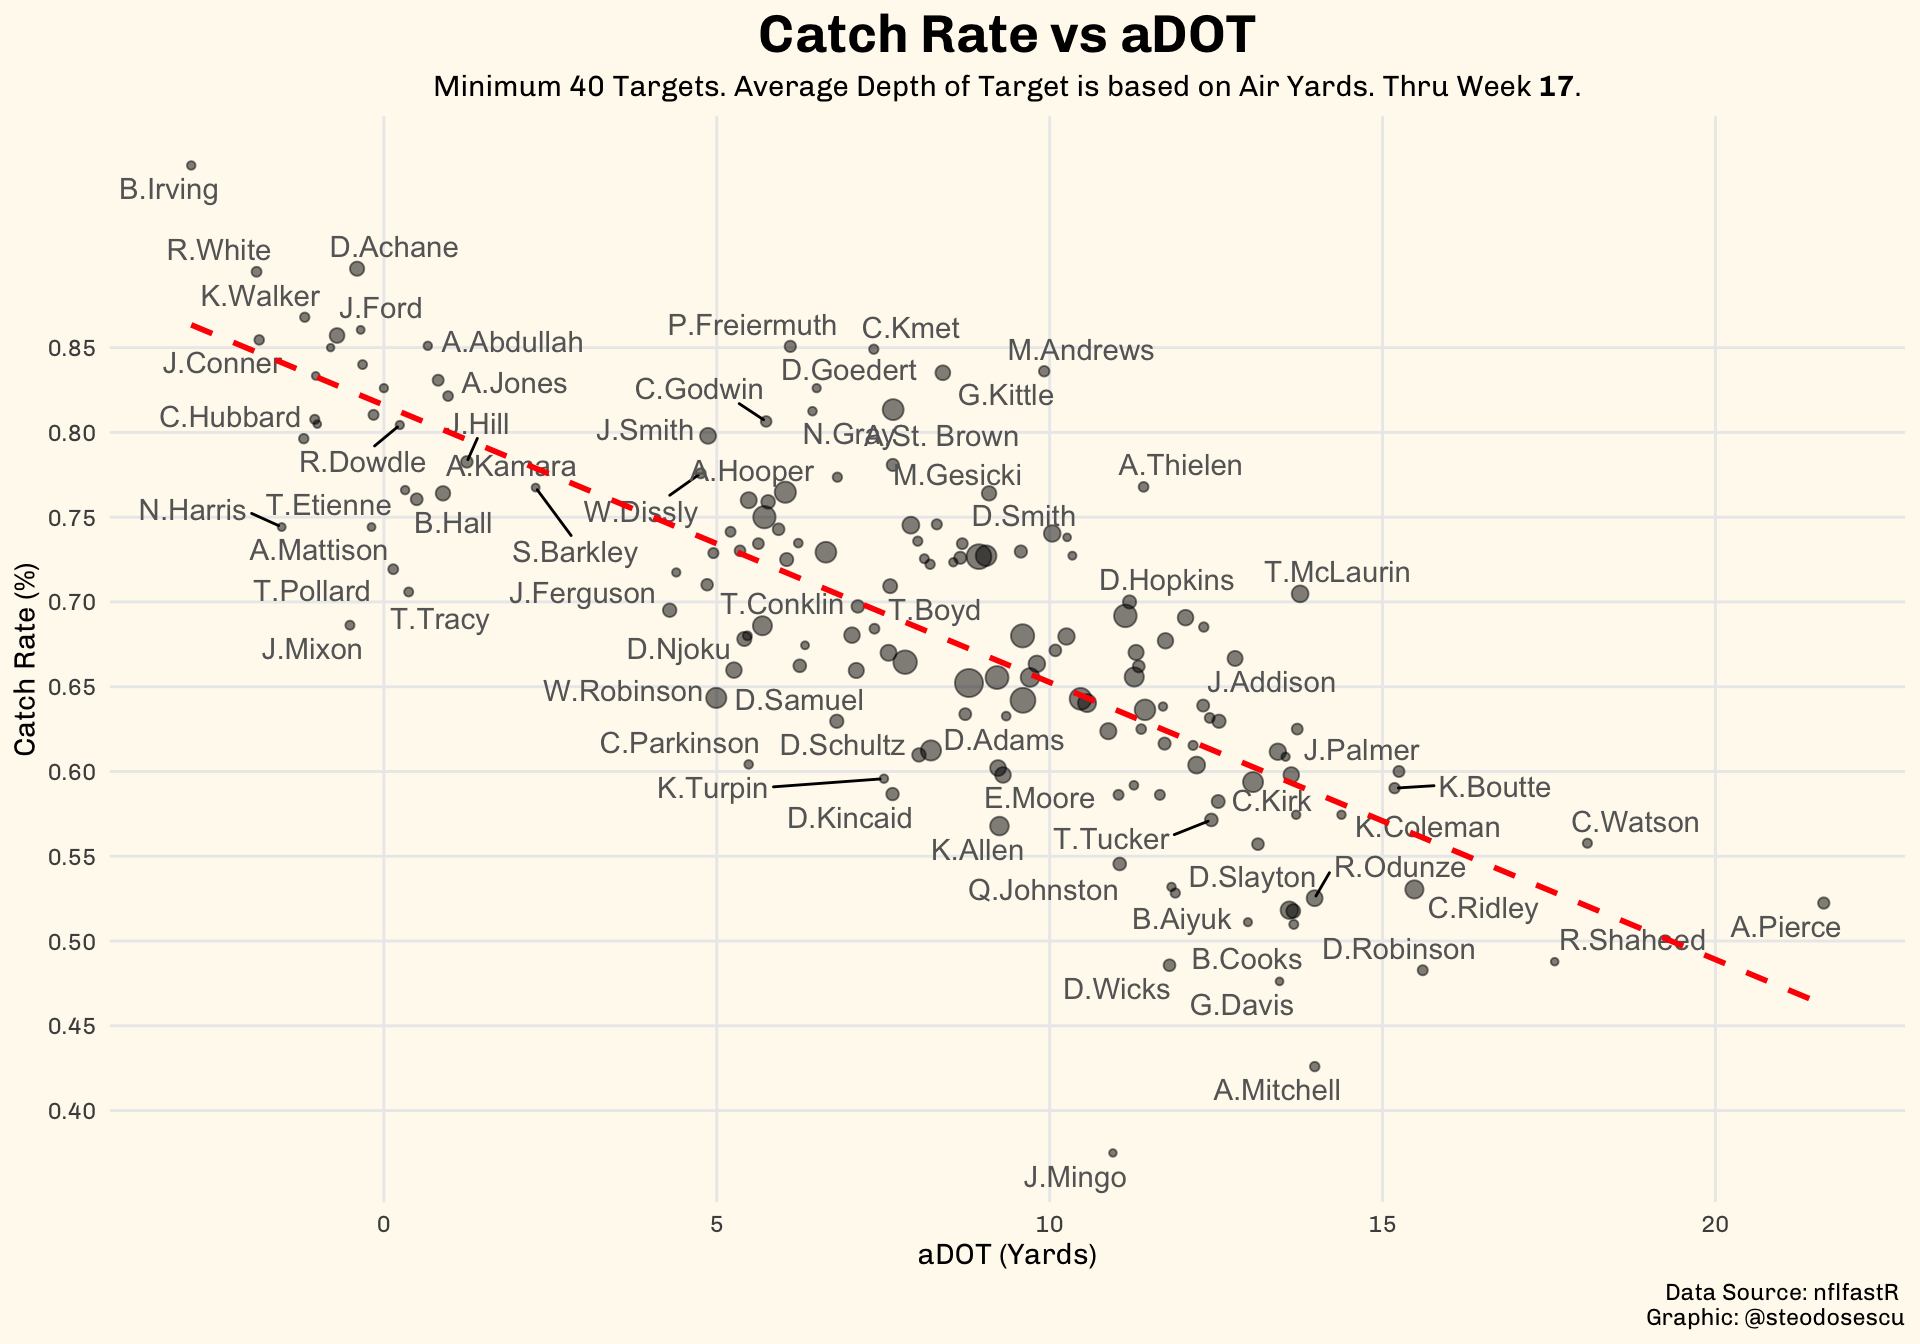 Catch Rate vs aDOT
Minimum 40 Targets. Average Depth of Target is based on Air Yards. Thru Week 17.
B.Irving
R.White
D.Achane
K.Walker
J.Ford
P.Freiermuth
C.Kmet
A.Abdullah
M.Andrews
J.Conner
D.Goedert
A.Jones
C.Godwin
G.Kittle
C.Hubbard
J.Hill
J.Smith
N.Gray
A.St. Brown
R.Dowdle
A.Kamara
A.Hooper
M.Gesicki
A.Thielen
N.Harris
T.Etienne
B.Hall
W.Dissly
D.Smith
A.Mattison
S.Barkley
T.Pollard
J.Ferguson
D.Hopkins
T.McLaurin
T.Tracy
T.Conklin
T.Boyd
J.Mixon
D.Njoku
W.Robinson
D.Samuel
J.Addison
C.Parkinson
D.Schultz
D.Adams
J.Palmer
K.Turpin
E.Moore
C.Kirk
K.Boutte
D.Kincaid
K.Allen
T.Tucker
K.Coleman
C.Watson
Q.Johnston
D.Slayton
R.Odunze
B.Aiyuk
C.Ridley
A.Pierce
D.Wicks
B.Cooks
D.Robinson
R.Shaheed
G.Davis
A.Mitchell
J.Mingo
0.85
0.80
0.75
0.70
0.65
0.60
0.55
0.50
0.45
0.40
Catch Rate (%)
0
5
10
15
20
aDOT (Yards)
Data Source: nflfastR
Graphic: @steodosescu